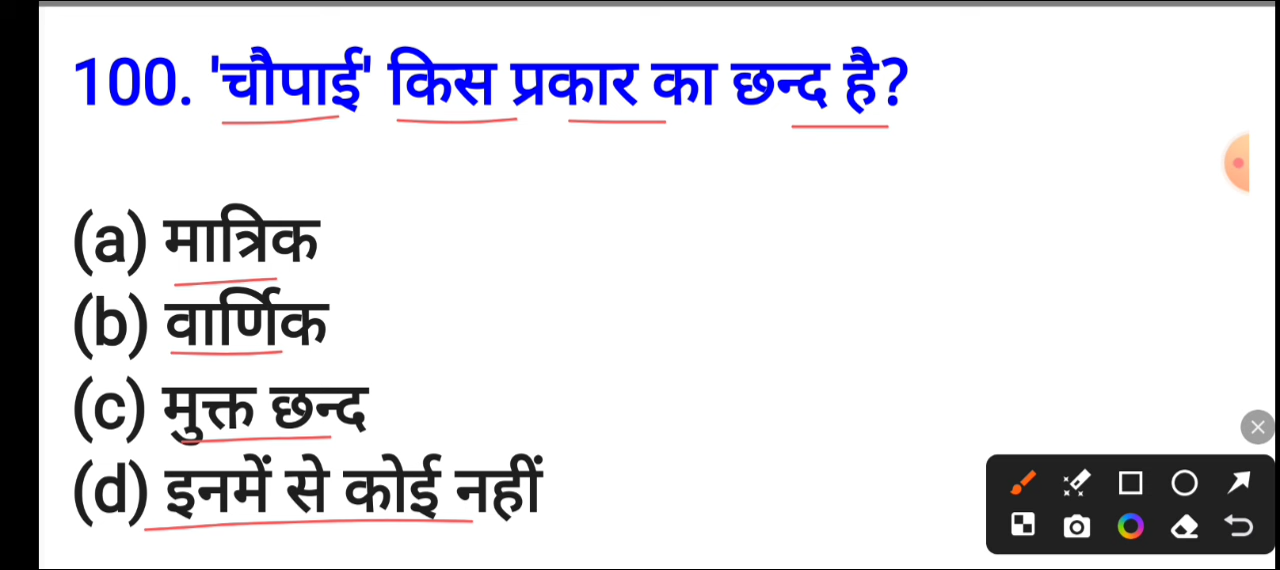 100. 'चौपाई' किस प्रकार का छन्द है?
(a) मात्रिक
(b) वार्णिक
(c) मुक्त छन्द
(d) इनमें से कोई नहीं